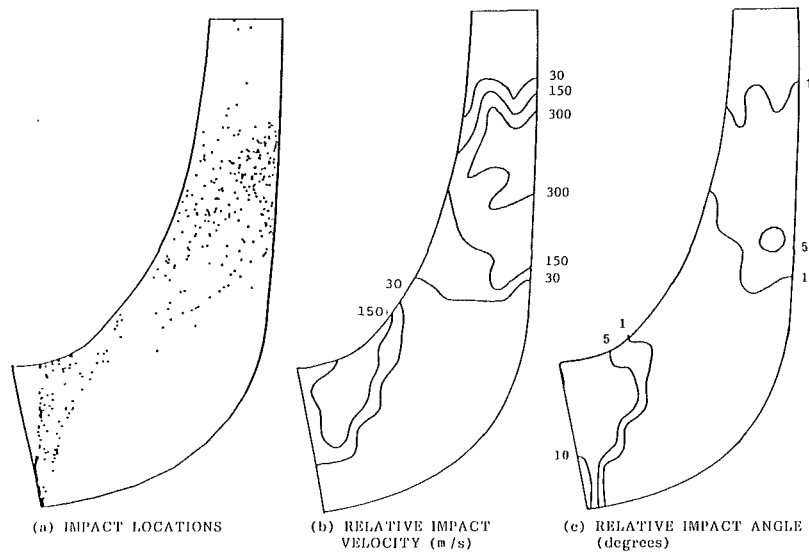 30
150
300
300
150
30
30
150
1
5
1
1
5
10
(a) IMPACT LOCATIONS
(b) RELATIVE IMPACT
VELOCITY (m/s)
(c) RELATIVE IMPACT ANGLE
(degrees)